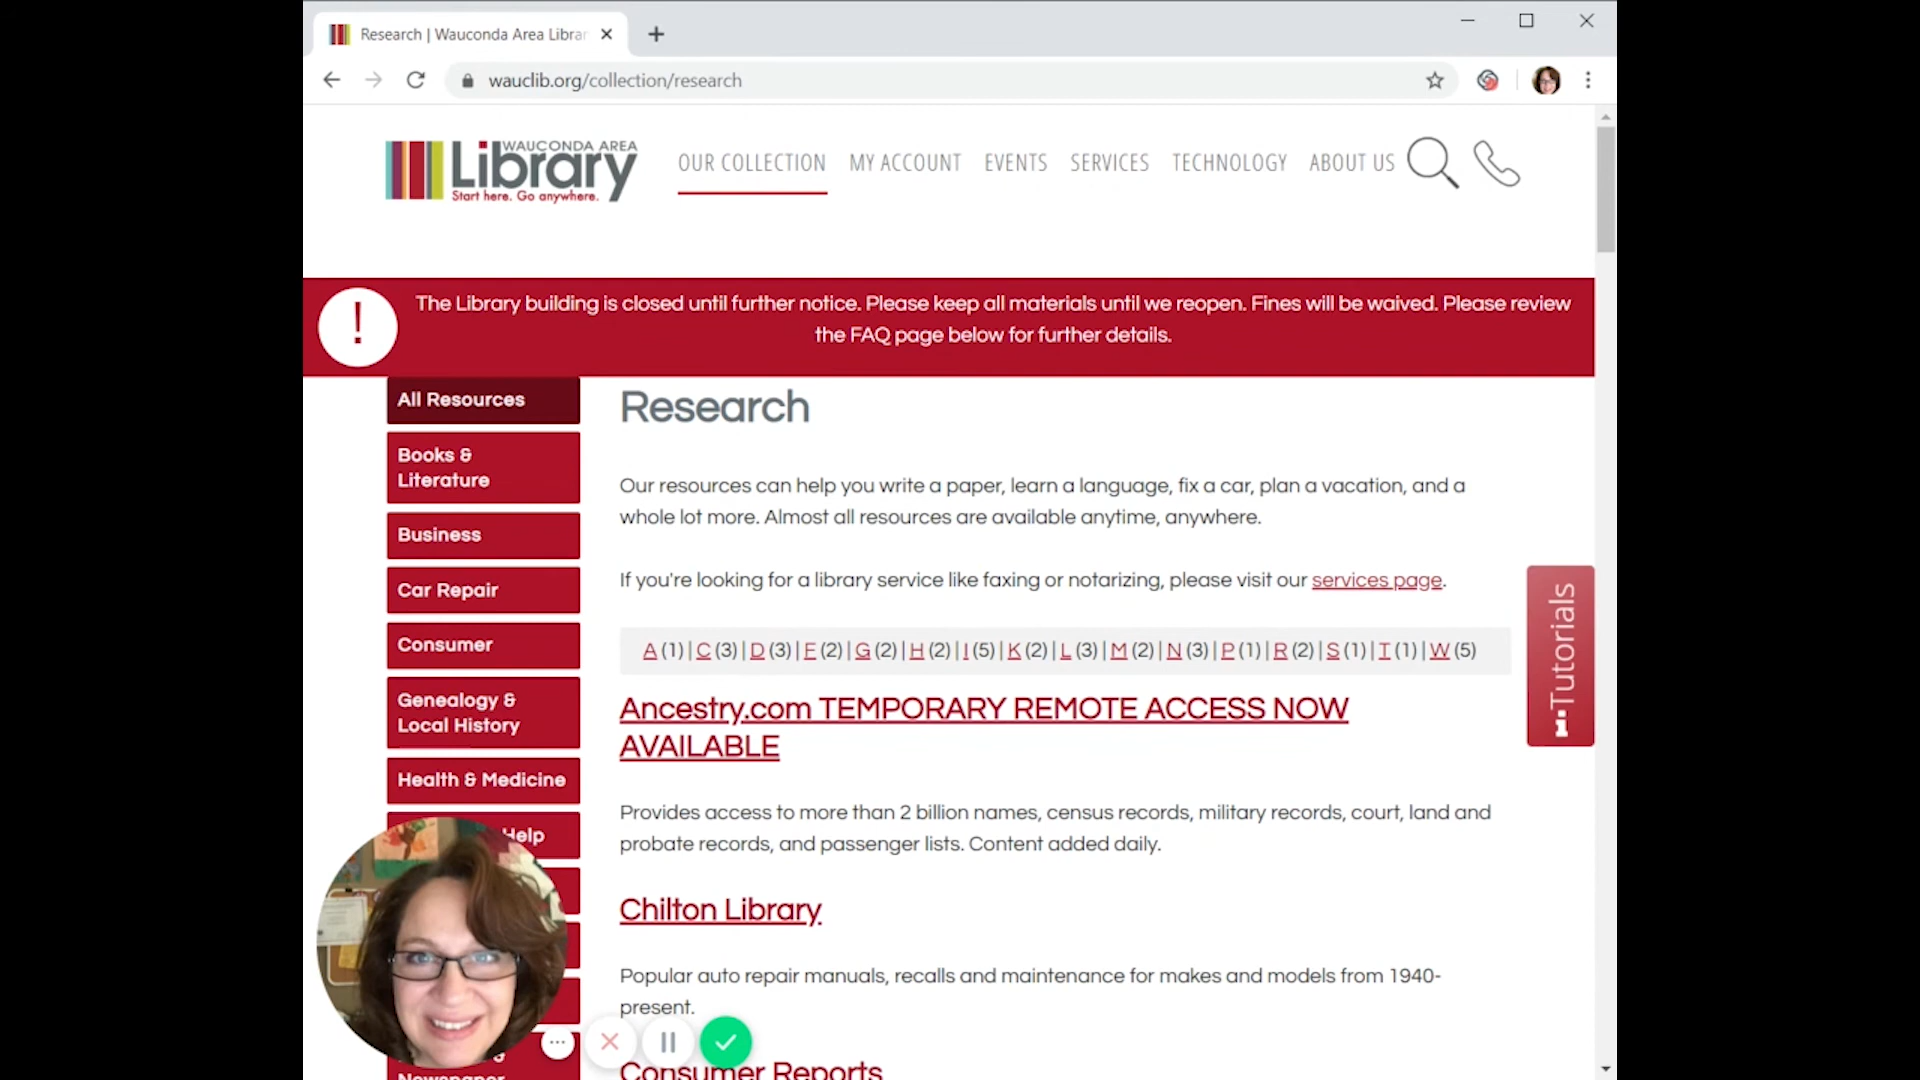 Research | Wauconda Area Librar
wauclib.org/collection/research
WAUCONDA AREA
Library
Start here. Go anywhere.
OUR COLLECTION
MY ACCOUNT
EVENTS
SERVICES
TECHNOLOGY
ABOUT US
!
The Library building is closed until further notice. Please keep all materials until we reopen. Fines will be waived. Please review
the FAQ page below for further details.
All Resources
Books &
Literature
Business
Car Repair
Consumer
Genealogy &
Local History
Health & Medicine
Help
&
Newspaper
Research
Our resources can help you write a paper, learn a language, fix a car, plan a vacation, and a
whole lot more. Almost all resources are available anytime, anywhere.
If you're looking for a library service like faxing or notarizing, please visit our services page.
A (1) | C (3) | D (3) | F (2) | G (2) | H (2) | I (5) | K (2) | L (3) | M (2) | N (3) | P (1) | R (2) | S (1) | T (1) | W (5)
Ancestry.com TEMPORARY REMOTE ACCESS NOW
AVAILABLE
Provides access to more than 2 billion names, census records, military records, court, land and
probate records, and passenger lists. Content added daily.
Chilton Library
Popular auto repair manuals, recalls and maintenance for makes and models from 1940-
present.
Consumer Reports
Tutorials